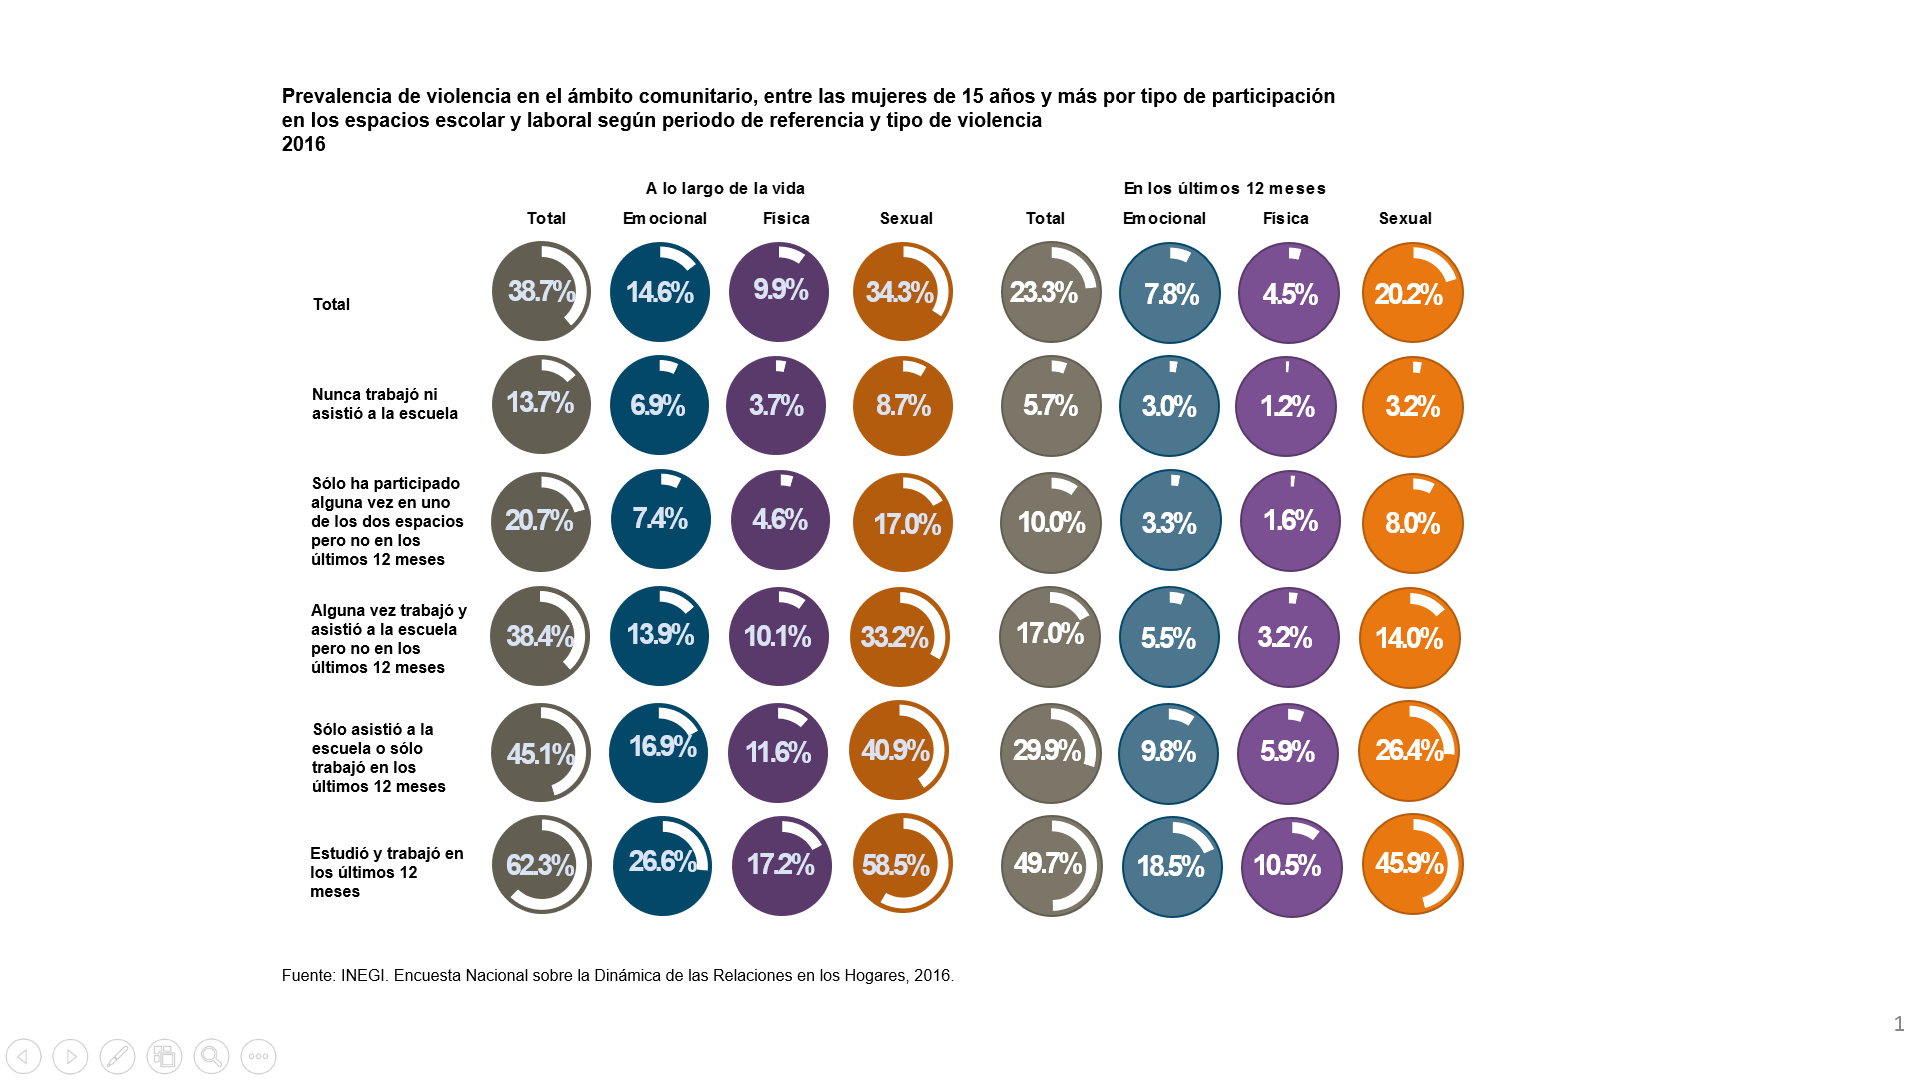 Prevalencia de violencia en el ámbito comunitario, entre las mujeres de 15 años y más por tipo de participación
en los espacios escolar y laboral según periodo de referencia y tipo de violencia
2016
A lo largo de la vida En los últimos 12 meses
Total Emocional Física Sexual Total Emocional Física Sexual
Total 38.7% 14.6% 9.9% 34.3% 23.3% 7.8% 4.5% 20.2%
Nunca trabajó ni
asistió a la escuela
13.7% 6.9% 3.7% 8.7% 5.7% 3.0% 1.2% 3.2%
Sólo ha participado
alguna vez en uno
de los dos espacios
pero no en los
últimos 12 meses
20.7% 7.4% 4.6% 17.0% 10.0% 3.3% 1.6% 8.0%
Alguna vez trabajó y
asistió a la escuela
pero no en los
últimos 12 meses
38.4% 13.9% 10.1% 33.2% 17.0% 5.5% 3.2% 14.0%
Sólo asistió a la
escuela o sólo
trabajó en los
últimos 12 meses
45.1% 16.9% 11.6% 40.9% 29.9% 9.8% 5.9% 26.4%
Estudió y trabajó en
los últimos 12
meses
62.3% 26.6% 17.2% 58.5% 49.7% 18.5% 10.5% 45.9%
Fuente: INEGI. Encuesta Nacional sobre la Dinámica de las Relaciones en los Hogares, 2016.
1